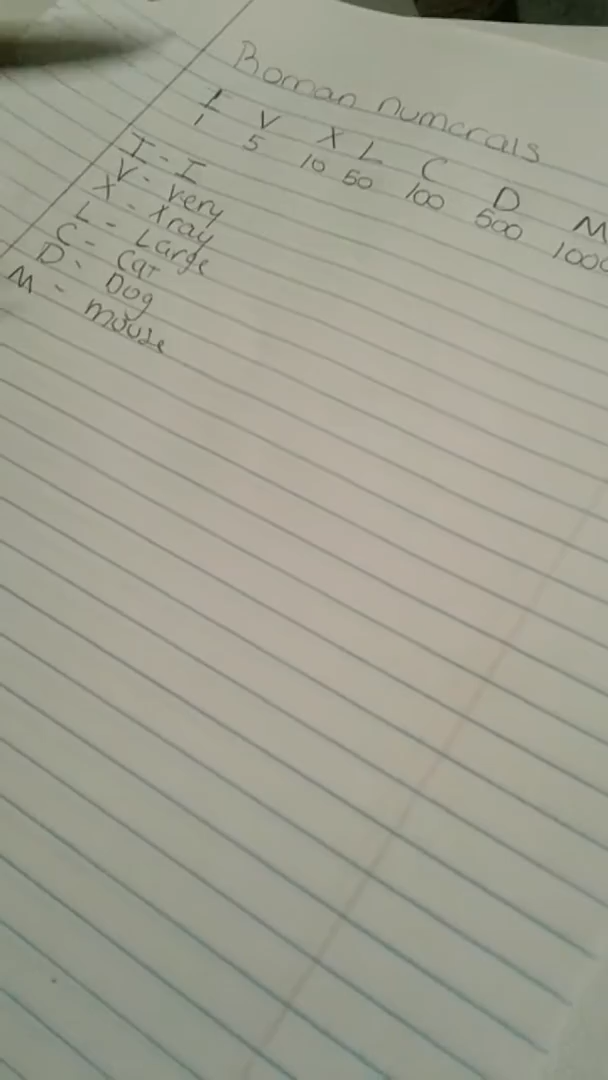 Roman numerals
I V X L C D M
1 5 10 50 100 500 1000
I - I
V - Very
X - Xray
L - Large
C - Cat
D - Dog
M - mouse